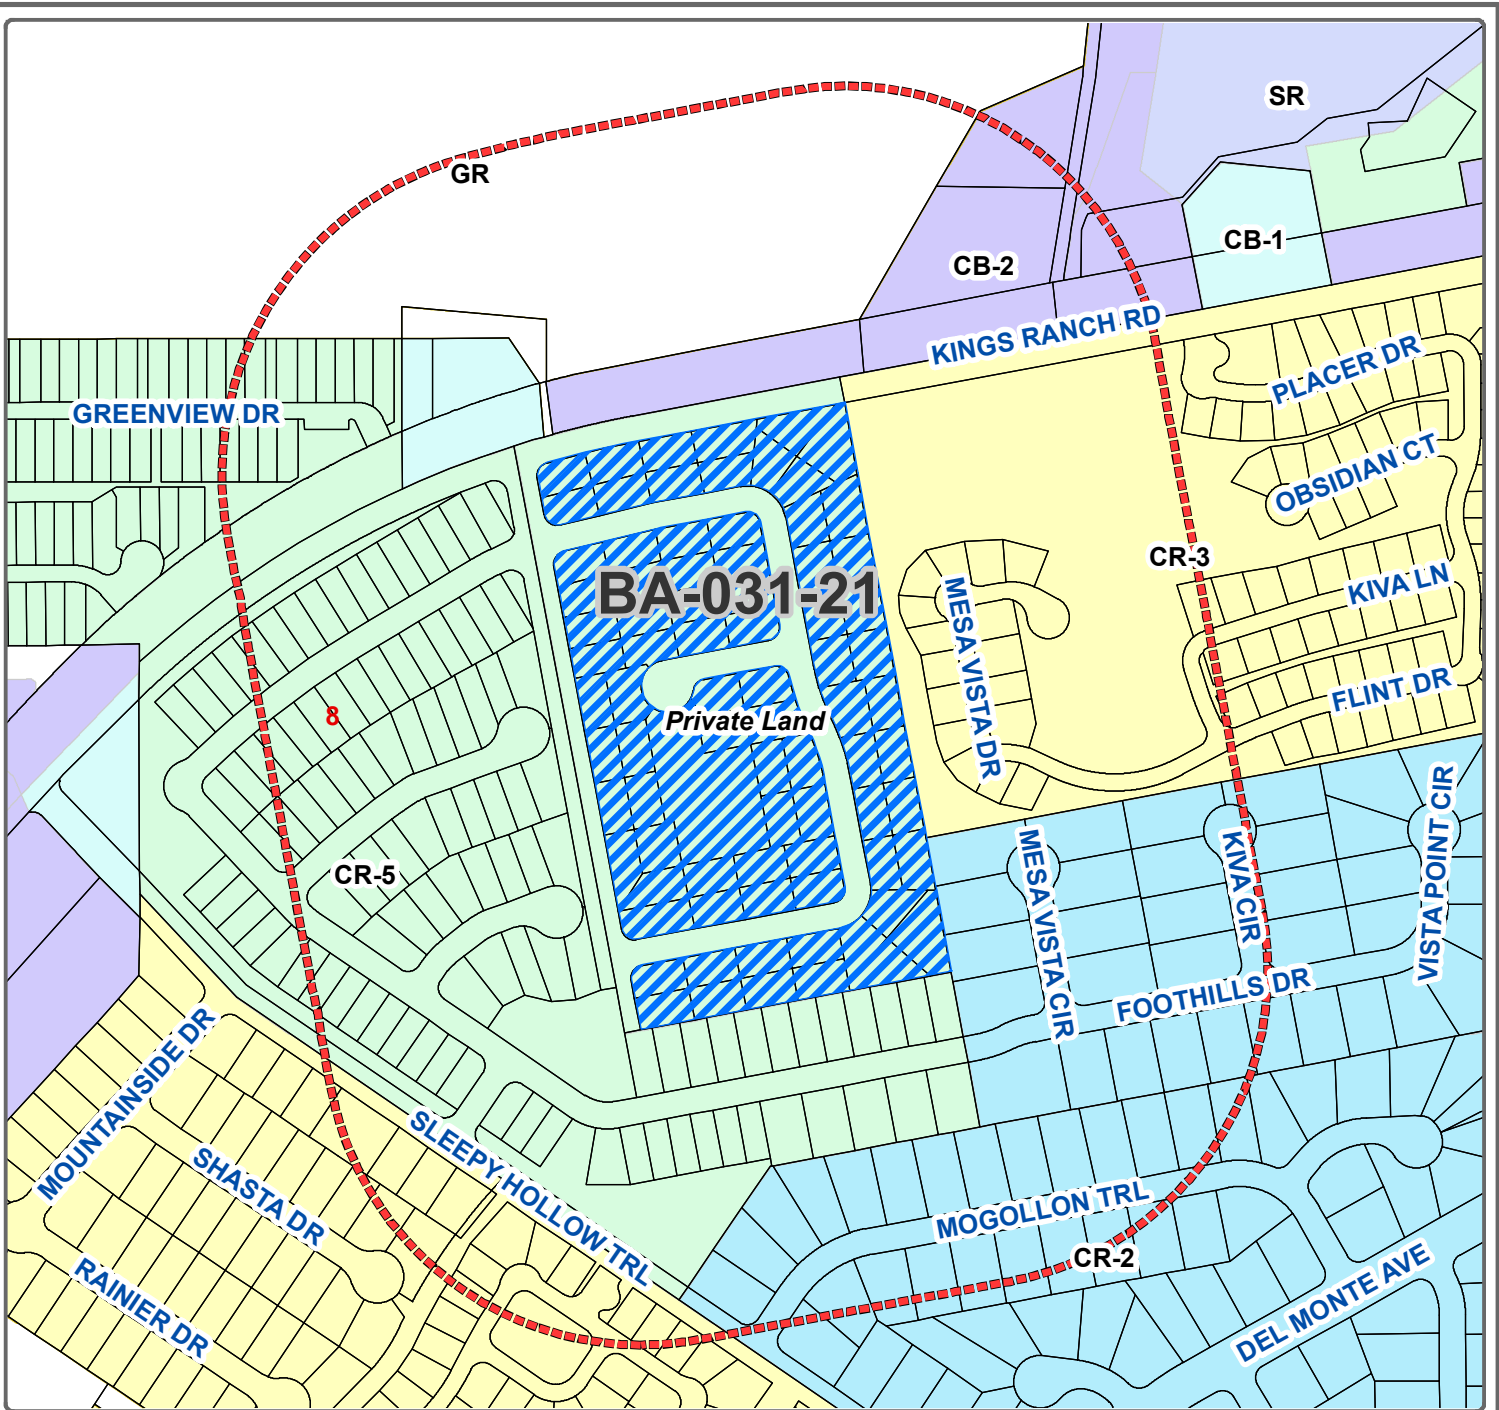 SR
GR
CB-1
CB-2
KINGS RANCH RD
PLACER DR
GREENVIEW DR
OBSIDIAN CT
CR-3
KIVA LN
BA-031-21
MESA VISTA DR
FLINT DR
8
Private Land
CR-5
MESA VISTA CIR
KIVA CIR
VISTA POINT CIR
FOOTHILLS DR
MOUNTAINSIDE DR
SLEEPY HOLLOW TRL
SHASTA DR
MOGOLLON TRL
CR-2
RAINIER DR
DEL MONTE AVE